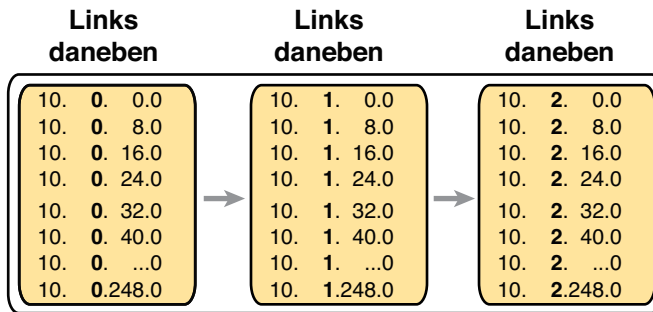 Links
daneben
10. 0. 0.0
10. 0. 8.0
10. 0. 16.0
10. 0. 24.0
10. 0. 32.0
10. 0. 40.0
10. 0. ...0
10. 0.248.0
Links
daneben
10. 1. 0.0
10. 1. 8.0
10. 1. 16.0
10. 1. 24.0
10. 1. 32.0
10. 1. 40.0
10. 1. ...0
10. 1.248.0
Links
daneben
10. 2. 0.0
10. 2. 8.0
10. 2. 16.0
10. 2. 24.0
10. 2. 32.0
10. 2. 40.0
10. 2. ...0
10. 2.248.0